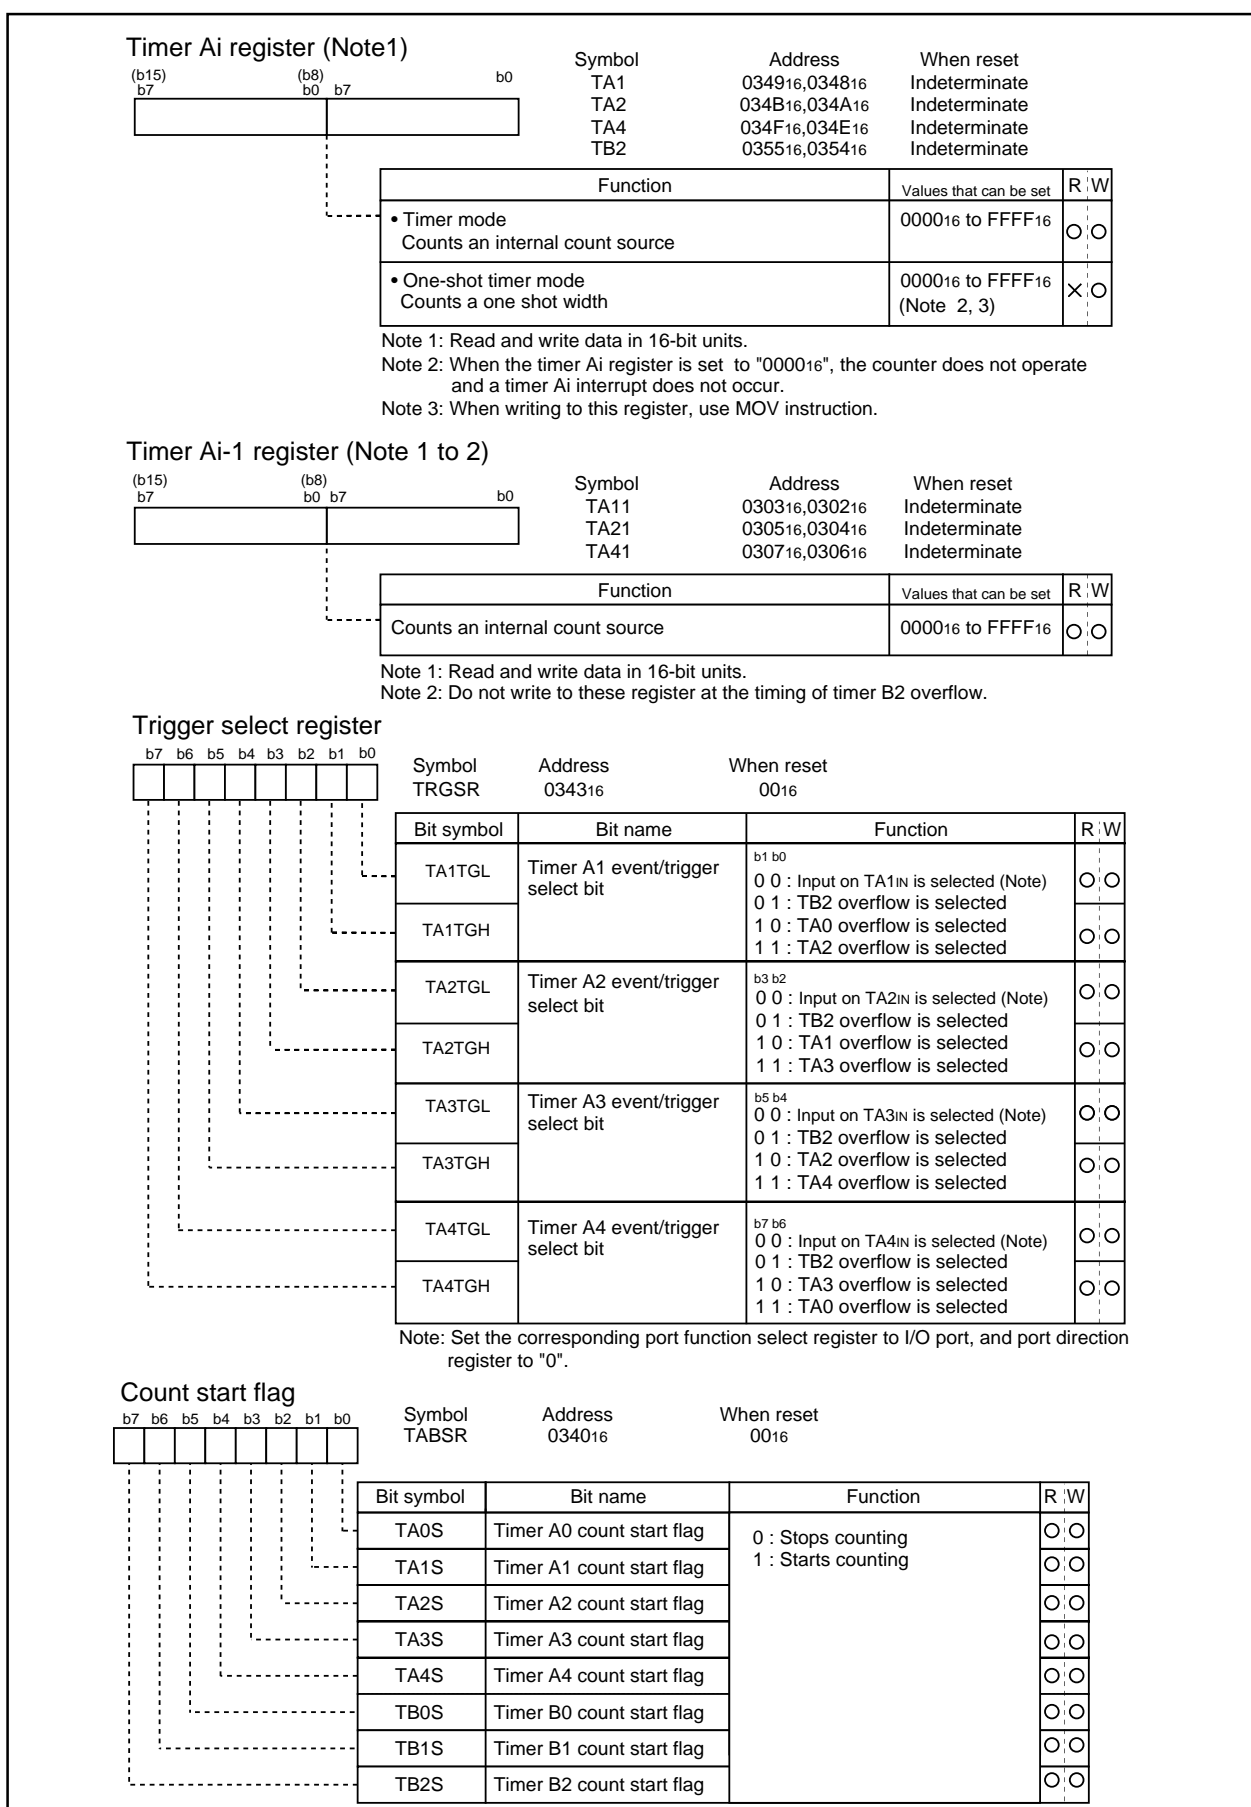 Timer Ai register (Note1)
Symbol Address When reset
(b15) (b8)
b7 b0 b7 b0
TA1 034916,034816 Indeterminate
TA2 034B16,034A16 Indeterminate
TA4 034F16,034E16 Indeterminate
TB2 035516,035416 Indeterminate
Function Values that can be set R W
• Timer mode 000016 to FFFF16
Counts an internal count source
• One-shot timer mode 000016 to FFFF16
Counts a one shot width (Note 2, 3)
Note 1: Read and write data in 16-bit units.
Note 2: When the timer Ai register is set to "000016", the counter does not operate
and a timer Ai interrupt does not occur.
Note 3: When writing to this register, use MOV instruction.
Timer Ai-1 register (Note 1 to 2)
(b15) (b8) Symbol Address When reset
b7 b0 b7 b0
TA11 030316,030216 Indeterminate
TA21 030516,030416 Indeterminate
TA41 030716,030616 Indeterminate
Function Values that can be set R W
Counts an internal count source 000016 to FFFF16
Note 1: Read and write data in 16-bit units.
Note 2: Do not write to these register at the timing of timer B2 overflow.
Trigger select register
b7 b6 b5 b4 b3 b2 b1 b0
Symbol Address When reset
TRGSR 034316 0016
Bit symbol Bit name Function R W
TA1TGL Timer A1 event/trigger select bit
b1 b0
0 0 : Input on TA1IN is selected (Note)
0 1 : TB2 overflow is selected
TA1TGH 1 0 : TA0 overflow is selected
1 1 : TA2 overflow is selected
TA2TGL Timer A2 event/trigger select bit
b3 b2
0 0 : Input on TA2IN is selected (Note)
0 1 : TB2 overflow is selected
TA2TGH 1 0 : TA1 overflow is selected
1 1 : TA3 overflow is selected
TA3TGL Timer A3 event/trigger select bit
b5 b4
0 0 : Input on TA3IN is selected (Note)
0 1 : TB2 overflow is selected
TA3TGH 1 0 : TA2 overflow is selected
1 1 : TA4 overflow is selected
TA4TGL Timer A4 event/trigger select bit
b7 b6
0 0 : Input on TA4IN is selected (Note)
0 1 : TB2 overflow is selected
TA4TGH 1 0 : TA3 overflow is selected
1 1 : TA0 overflow is selected
Note: Set the corresponding port function select register to I/O port, and port direction
register to "0".
Count start flag
b7 b6 b5 b4 b3 b2 b1 b0
Symbol Address When reset
TABSR 034016 0016
Bit symbol Bit name Function R W
TA0S Timer A0 count start flag 0 : Stops counting
TA1S Timer A1 count start flag 1 : Starts counting
TA2S Timer A2 count start flag
TA3S Timer A3 count start flag
TA4S Timer A4 count start flag
TB0S Timer B0 count start flag
TB1S Timer B1 count start flag
TB2S Timer B2 count start flag